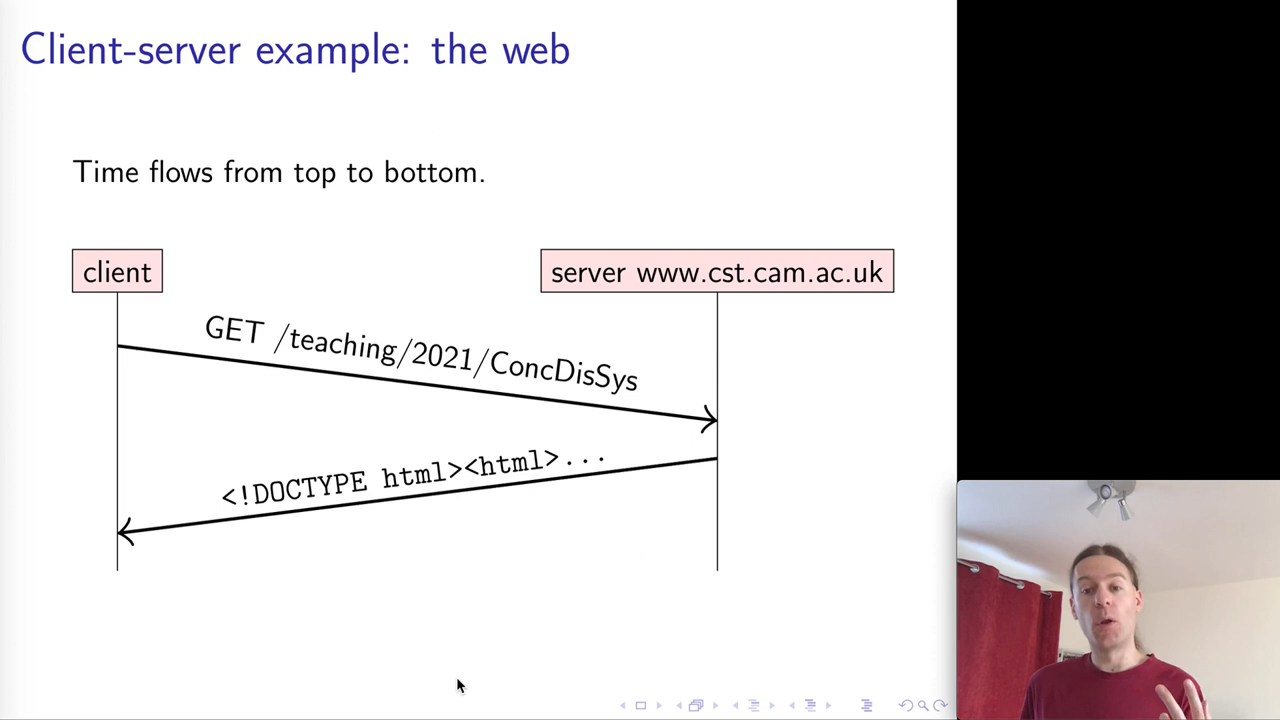 Client-server example: the web
Time flows from top to bottom.
client
server www.cst.cam.ac.uk
GET /teaching/2021/ConcDisSys
<!DOCTYPE html><html>...